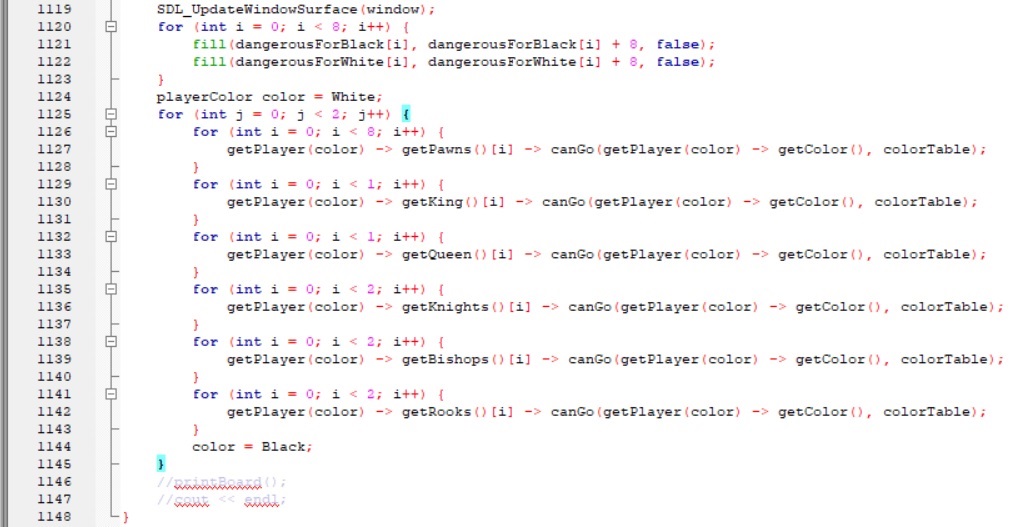 1119 SDL_UpdateWindowSurface(window);
1120 for (int i = 0; i < 8; i++) {
1121 fill(dangerousForBlack[i], dangerousForBlack[i] + 8, false);
1122 fill(dangerousForWhite[i], dangerousForWhite[i] + 8, false);
1123 }
1124 playerColor color = White;
1125 for (int j = 0; j < 2; j++) {
1126 for (int i = 0; i < 8; i++) {
1127 getPlayer(color) -> getPawns()[i] -> canGo(getPlayer(color) -> getColor(), colorTable);
1128 }
1129 for (int i = 0; i < 1; i++) {
1130 getPlayer(color) -> getKing()[i] -> canGo(getPlayer(color) -> getColor(), colorTable);
1131 }
1132 for (int i = 0; i < 1; i++) {
1133 getPlayer(color) -> getQueen()[i] -> canGo(getPlayer(color) -> getColor(), colorTable);
1134 }
1135 for (int i = 0; i < 2; i++) {
1136 getPlayer(color) -> getKnights()[i] -> canGo(getPlayer(color) -> getColor(), colorTable);
1137 }
1138 for (int i = 0; i < 2; i++) {
1139 getPlayer(color) -> getBishops()[i] -> canGo(getPlayer(color) -> getColor(), colorTable);
1140 }
1141 for (int i = 0; i < 2; i++) {
1142 getPlayer(color) -> getRooks()[i] -> canGo(getPlayer(color) -> getColor(), colorTable);
1143 }
1144 color = Black;
1145 }
1146 //printBoard();
1147 //cout << endl;
1148 }